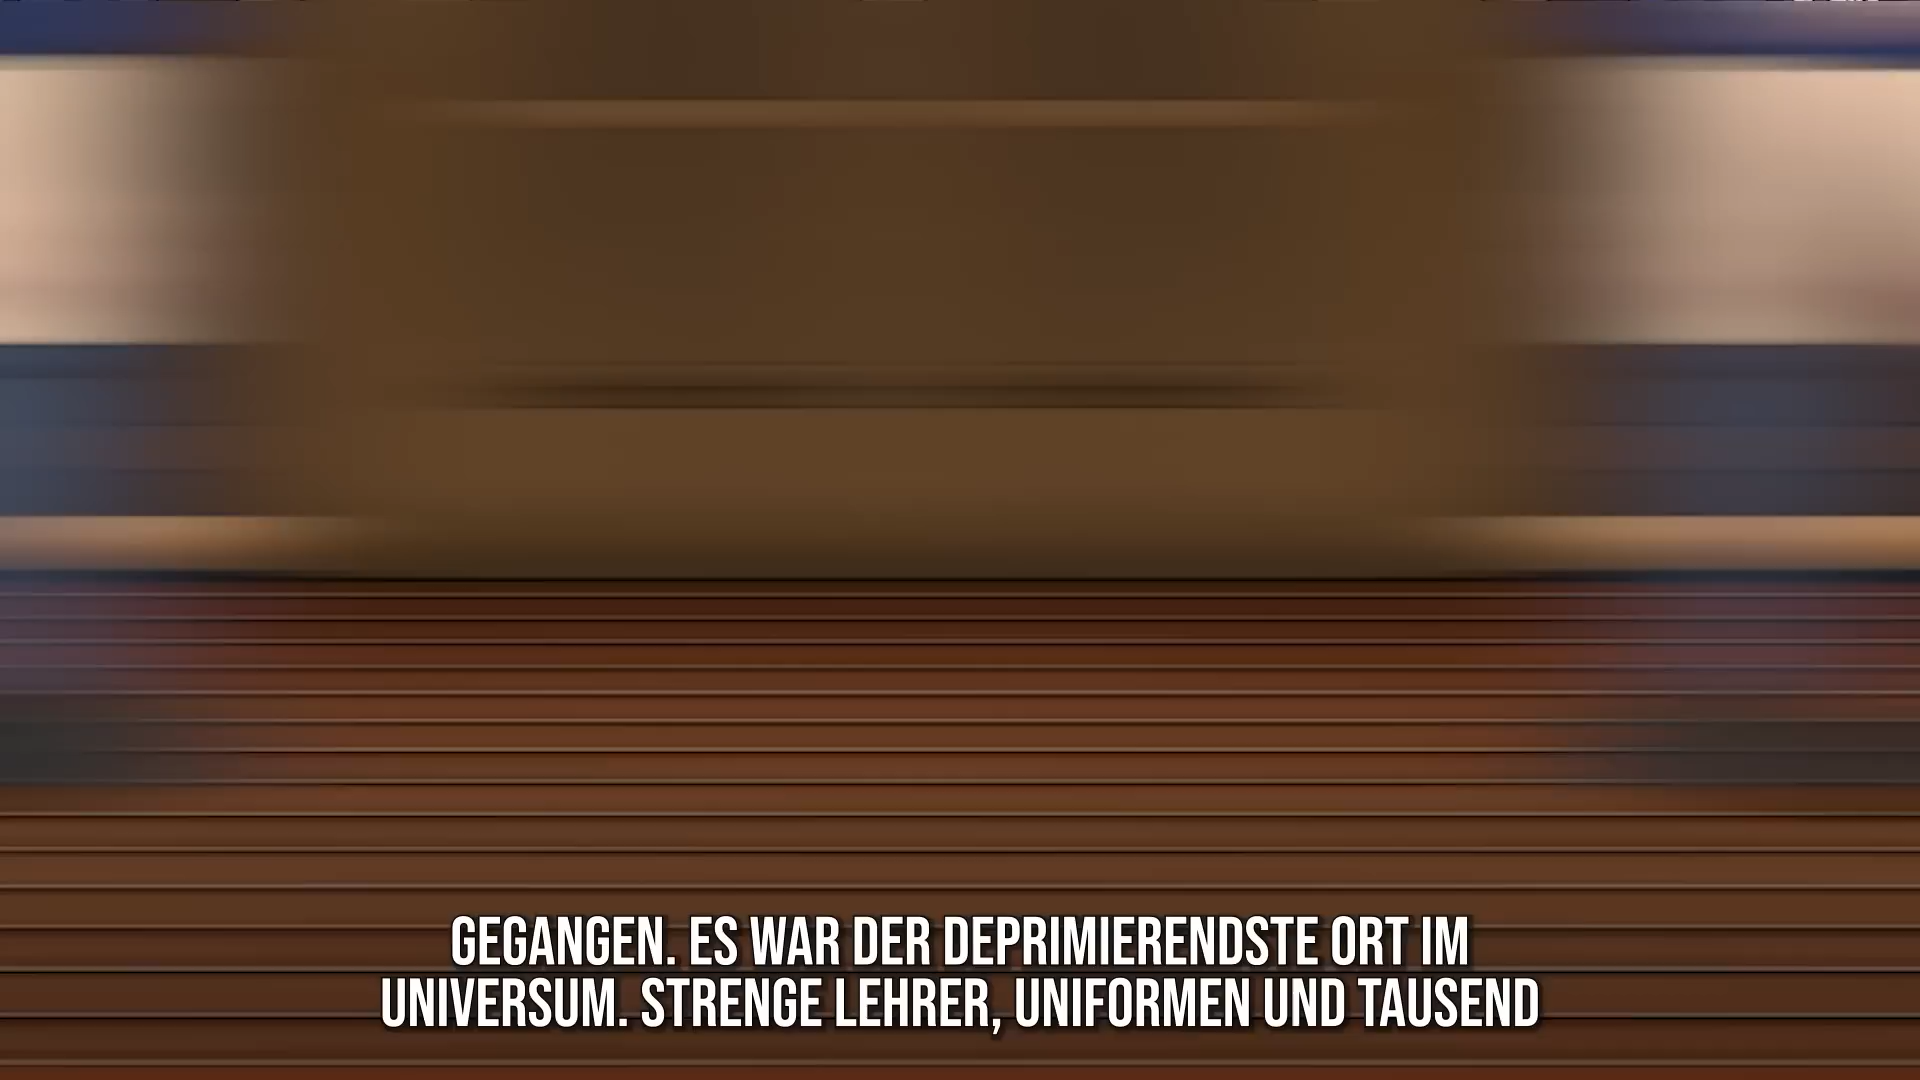 GEGANGEN. ES WAR DER DEPRIMIERENDSTE ORT IM
UNIVERSUM. STRENGE LEHRER, UNIFORMEN UND TAUSEND